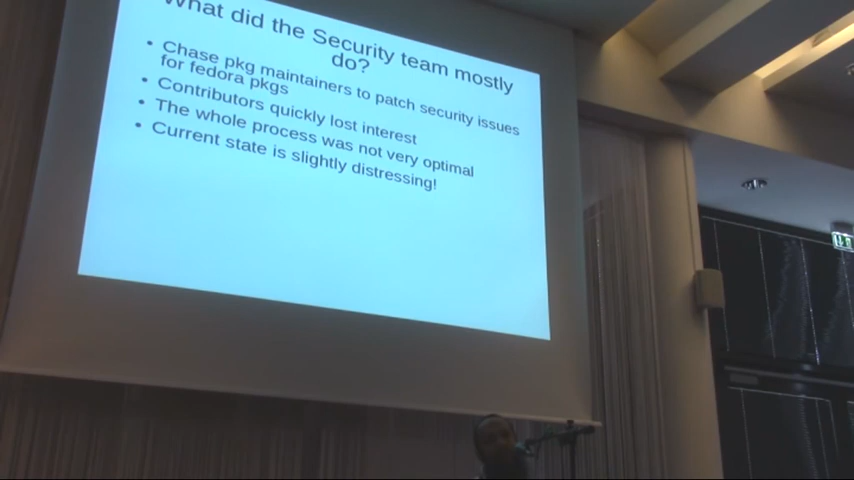 What did the Security team mostly
do?
• Chase pkg maintainers to patch security issues
for fedora pkgs
• Contributors quickly lost interest
• The whole process was not very optimal
• Current state is slightly distressing!